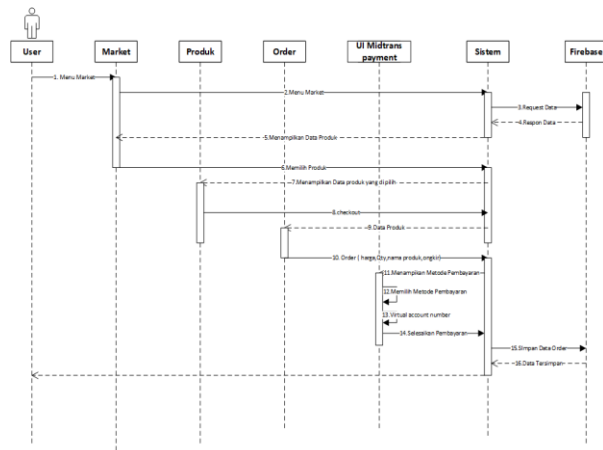 User
Market
Produk
Order
UI Midtrans
payment
Sistem
Firebase
1. Menu Market
2.Menu Market
3.Request Data
4.Respon Data
5.Menampilkan Data Produk
6.Memilih Produk
7.Menampilkan Data produk yang di pilih
8.checkout
9. Data Produk
10. Order ( harga,Qty,nama produk,ongkir)
11.Menampilkan Metode Pembayaran
12.Memilih Metode Pembayaran
13.Virtual account number
14.Selesaikan Pembayaran
15.Simpan Data Order
16.Data Tersimpan